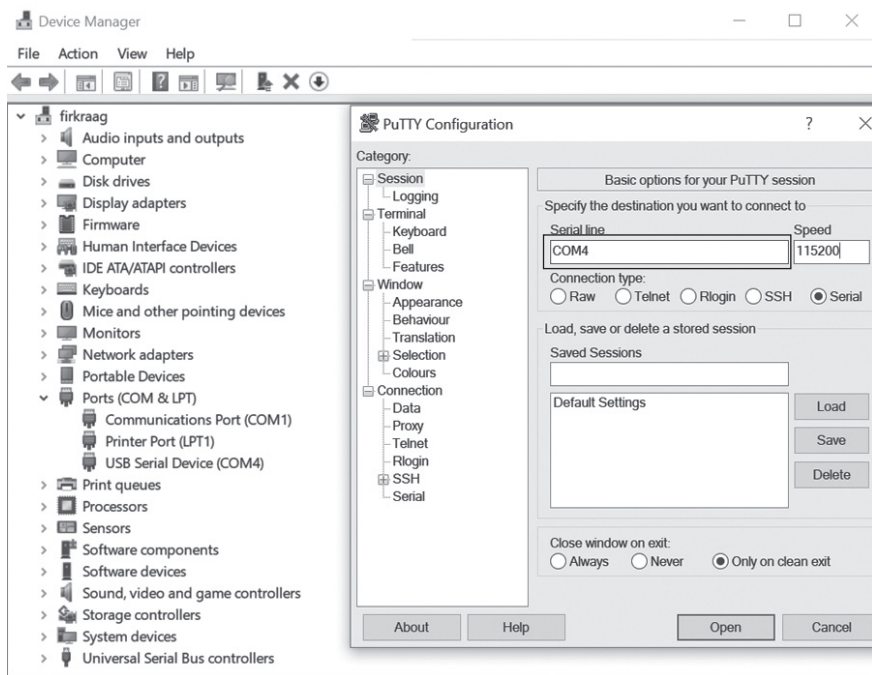 Device Manager
File Action View Help
firkraag
Audio inputs and outputs
Computer
Disk drives
Display adapters
Firmware
Human Interface Devices
IDE ATA/ATAPI controllers
Keyboards
Mice and other pointing devices
Monitors
Network adapters
Portable Devices
Ports (COM & LPT)
Communications Port (COM1)
Printer Port (LPT1)
USB Serial Device (COM4)
Print queues
Processors
Sensors
Software components
Software devices
Sound, video and game controllers
Storage controllers
System devices
Universal Serial Bus controllers
PuTTY Configuration
?
Category:
Session
Logging
Terminal
Keyboard
Bell
Features
Window
Appearance
Behaviour
Translation
Selection
Colours
Connection
Data
Proxy
Telnet
Rlogin
SSH
Serial
Basic options for your PuTTY session
Specify the destination you want to connect to
Serial line Speed
COM4 115200
Connection type:
Raw Telnet Rlogin SSH Serial
Load, save or delete a stored session
Saved Sessions
Default Settings
Load
Save
Delete
Close window on exit:
Always Never Only on clean exit
About Help Open Cancel